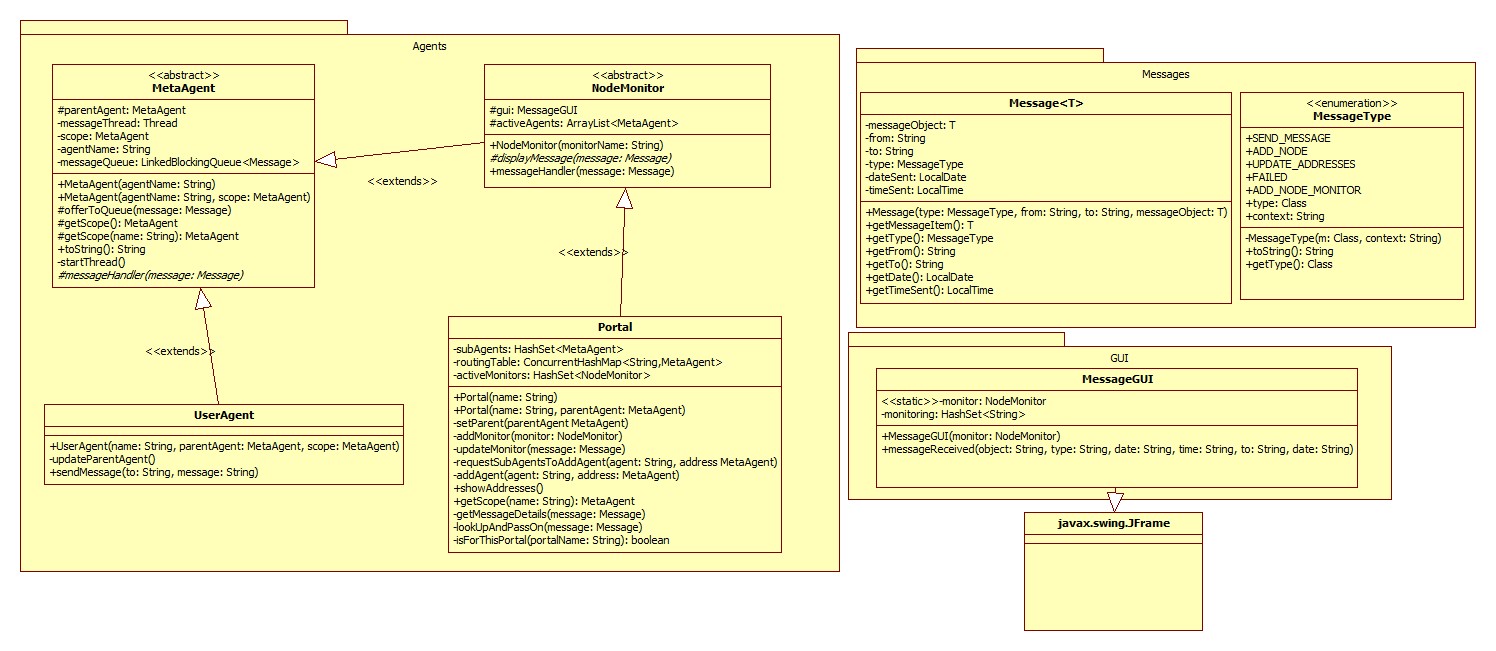 Agents
<<abstract>>
MetaAgent
#parentAgent: MetaAgent
-messageThread: Thread
-scope: MetaAgent
-agentName: String
-messageQueue: LinkedBlockingQueue<Message>
+MetaAgent(agentName: String)
+MetaAgent(agentName: String, scope: MetaAgent)
#offerToQueue(message: Message)
#getScope(): MetaAgent
#getScope(name: String): MetaAgent
+toString(): String
-startThread()
#messageHandler(message: Message)
<<abstract>>
NodeMonitor
#gui: MessageGUI
#activeAgents: ArrayList<MetaAgent>
+NodeMonitor(monitorName: String)
#displayMessage(message: Message)
+messageHandler(message: Message)
<<extends>>
<<extends>>
<<extends>>
UserAgent
+UserAgent(name: String, parentAgent: MetaAgent, scope: MetaAgent)
-updateParentAgent()
+sendMessage(to: String, message: String)
Portal
-subAgents: HashSet<MetaAgent>
-routingTable: ConcurrentHashMap<String,MetaAgent>
-activeMonitors: HashSet<NodeMonitor>
+Portal(name: String)
+Portal(name: String, parentAgent: MetaAgent)
-setParent(parentAgent MetaAgent)
-addMonitor(monitor: NodeMonitor)
-updateMonitor(message: Message)
-requestSubAgentsToAddAgent(agent: String, address MetaAgent)
-addAgent(agent: String, address: MetaAgent)
+showAddresses()
+getScope(name: String): MetaAgent
-getMessageDetails(message: Message)
-lookUpAndPassOn(message: Message)
-isForThisPortal(portalName: String): boolean
Messages
Message<T>
-messageObject: T
-from: String
-to: String
-type: MessageType
-dateSent: LocalDate
-timeSent: LocalTime
+Message(type: MessageType, from: String, to: String, messageObject: T)
+getMessageItem(): T
+getType(): MessageType
+getFrom(): String
+getTo(): String
+getDate(): LocalDate
+getTimeSent(): LocalTime
<<enumeration>>
MessageType
+SEND_MESSAGE
+ADD_NODE
+UPDATE_ADDRESSES
+FAILED
+ADD_NODE_MONITOR
+type: Class
+context: String
-MessageType(m: Class, context: String)
+toString(): String
+getType(): Class
GUI
MessageGUI
<<static>>-monitor: NodeMonitor
-monitoring: HashSet<String>
+MessageGUI(monitor: NodeMonitor)
+messageReceived(object: String, type: String, date: String, time: String, to: String, date: String)
javax.swing.JFrame